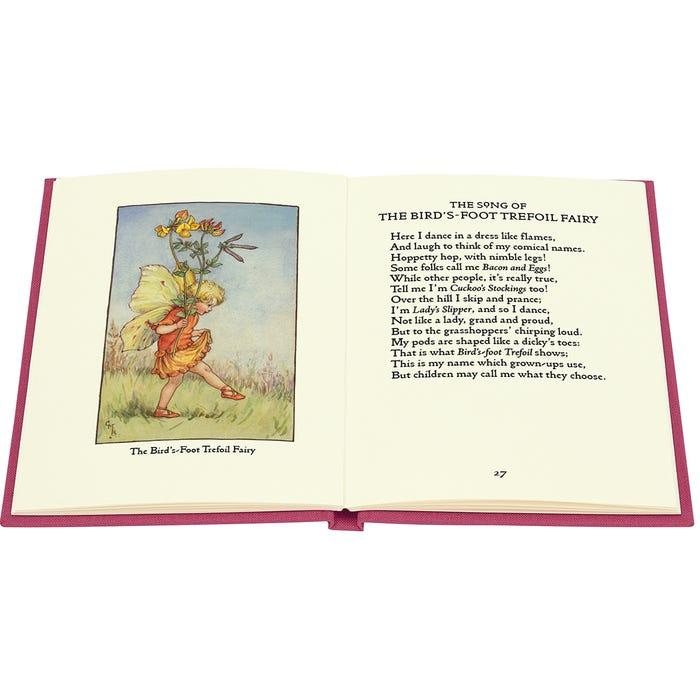 The Bird's-Foot Trefoil Fairy
THE SONG OF
THE BIRD'S-FOOT TREFOIL FAIRY
Here I dance in a dress like flames,
And laugh to think of my comical names.
Hoppetty hop, with nimble legs!
Some folks call me Bacon and Eggs!
While other people, it's really true,
Tell me I'm Cuckoo's Stockings too!
Over the hill I skip and prance;
I'm Lady's Slipper, and so I dance,
Not like a lady, grand and proud,
But to the grasshoppers' chirping loud.
My pods are shaped like a dicky's toes:
That is what Bird's-foot Trefoil shows;
This is my name which grown-ups use,
But children may call me what they choose.
27